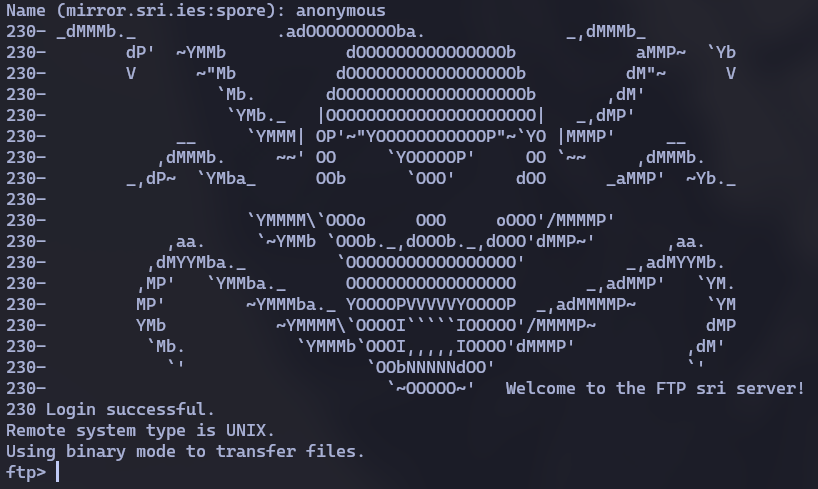 Name (mirror.sri.ies:spore): anonymous
230- _dMMMb._              .adOOOOOOOOOba.              _,dMMMb_
230-        dP'  ~YMMb            dOOOOOOOOOOOOOOOb            aMMP~  `Yb
230-        V      ~"Mb          dOOOOOOOOOOOOOOOOOb          dM"~      V
230-                 `Mb.       dOOOOOOOOOOOOOOOOOOOb       ,dM'
230-                  `YMb._   |OOOOOOOOOOOOOOOOOOOOO|   _,dMP'
230-             __     `YMMM| OP'~"YOOOOOOOOOOOP"~`YO |MMMP'     __
230-           ,dMMMb.     ~~' OO     `YOOOOOP'     OO `~~     ,dMMMb.
230-        _,dP~  `YMba_      OOb      `OOO'      dOO      _aMMP'  ~Yb._
230-
230-                    `YMMMM\`OOOo     OOO     oOOO'/MMMMP'
230-            ,aa.     `~YMMb `OOOb._,dOOOb._,dOOO'dMMP~'       ,aa.
230-          ,dMYYMba._         `OOOOOOOOOOOOOOOOO'          _,adMYYMb.
230-         ,MP'   `YMMba._      OOOOOOOOOOOOOOOOO       _,adMMP'   `YM.
230-         MP'        ~YMMMba._ YOOOOPVVVVVYOOOOP  _,adMMMMP~       `YM
230-         YMb           ~YMMMM\`OOOOI`````IOOOOO'/MMMMP~           dMP
230-          `Mb.           `YMMMb`OOOI,,,,,IOOOO'dMMMP'           ,dM'
230-            `'                  `OObNNNNNdOO'                   `'
230-                                  `~OOOOO~'   Welcome to the FTP sri server!
230 Login successful.
Remote system type is UNIX.
Using binary mode to transfer files.
ftp>